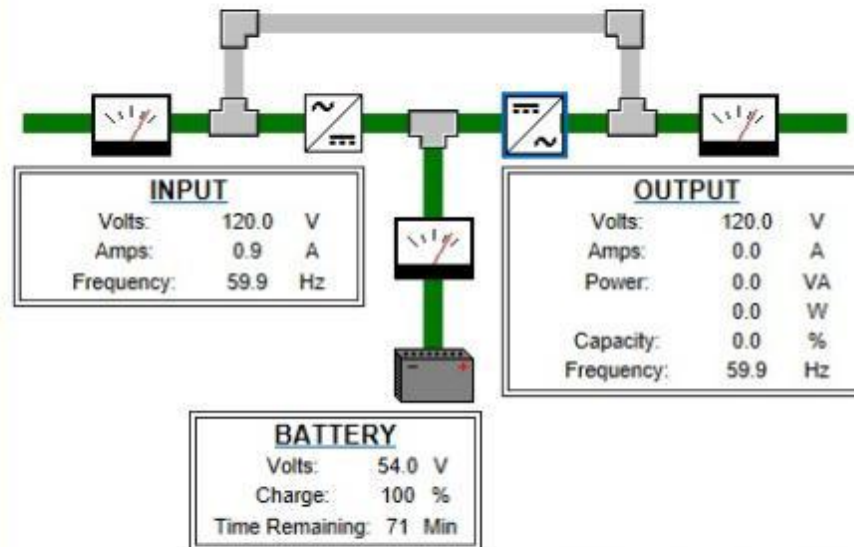 INPUT
Volts: 120.0 V
Amps: 0.9 A
Frequency: 59.9 Hz
OUTPUT
Volts: 120.0 V
Amps: 0.0 A
Power: 0.0 VA
0.0 W
Capacity: 0.0 %
Frequency: 59.9 Hz
BATTERY
Volts: 54.0 V
Charge: 100 %
Time Remaining: 71 Min